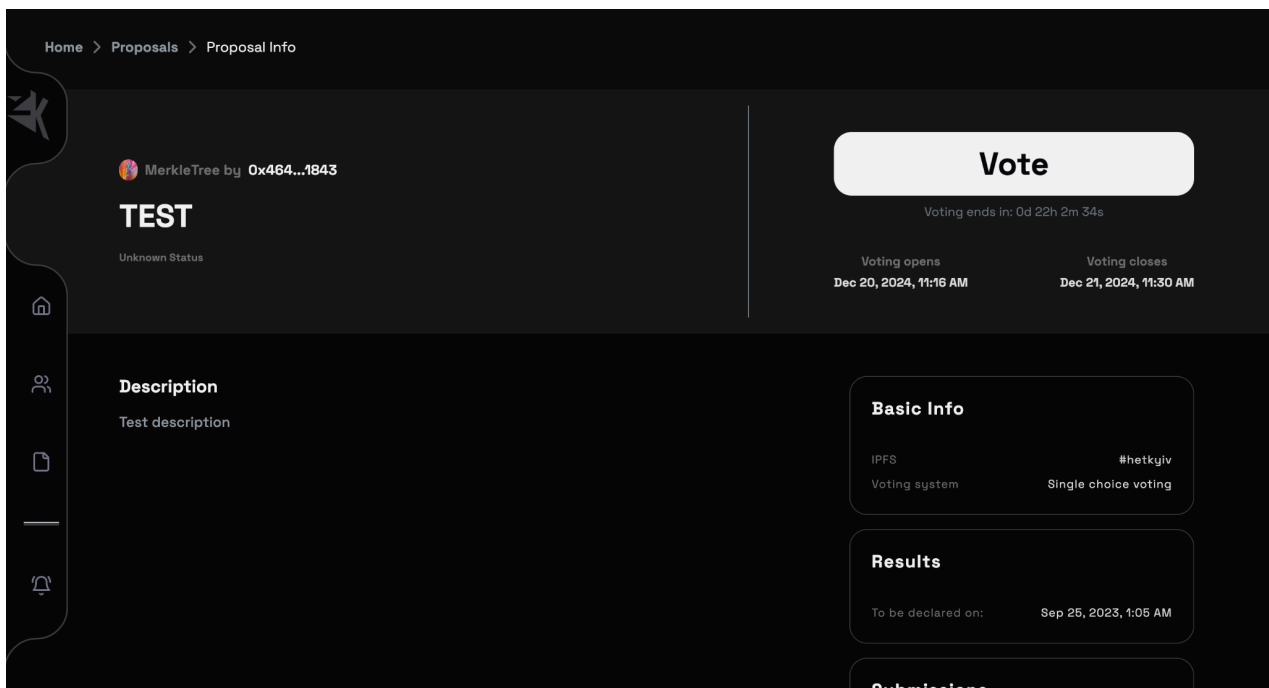 Home > Proposals > Proposal Info
MerkleTree by 0x464...1843
TEST
Unknown Status
Vote
Voting ends in: 0d 22h 2m 34s
Voting opens
Dec 20, 2024, 11:16 AM
Voting closes
Dec 21, 2024, 11:30 AM
Description
Test description
Basic Info
IPFS #hetkyiv
Voting system Single choice voting
Results
To be declared on: Sep 25, 2023, 1:05 AM
Submissions